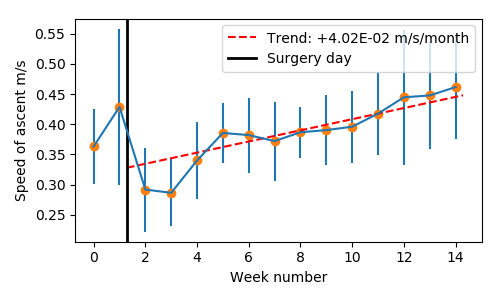 Trend: +4.02E-02 m/s/month
Surgery day
Speed of ascent m/s
0.55
0.50
0.45
0.40
0.35
0.30
0.25
0 2 4 6 8 10 12 14
Week number